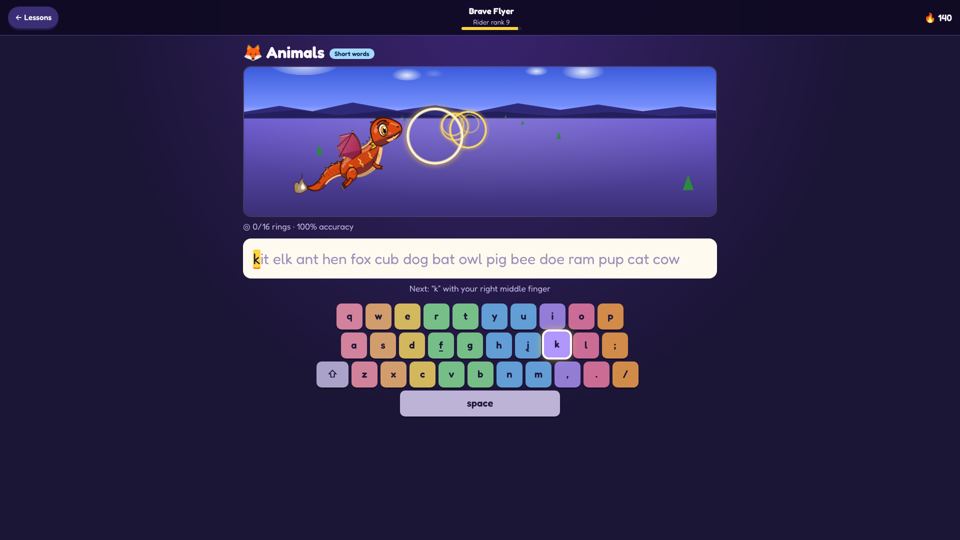 ← Lessons
Brave Flyer
Rider rank 9
🔥 140
🦊 Animals Short words
◎ 0/16 rings · 100% accuracy
kit elk ant hen fox cub dog bat owl pig bee doe ram pup cat cow
Next: "k" with your right middle finger
q w e r t y u i o p
a s d f g h j k l ;
⇧ z x c v b n m , . /
space